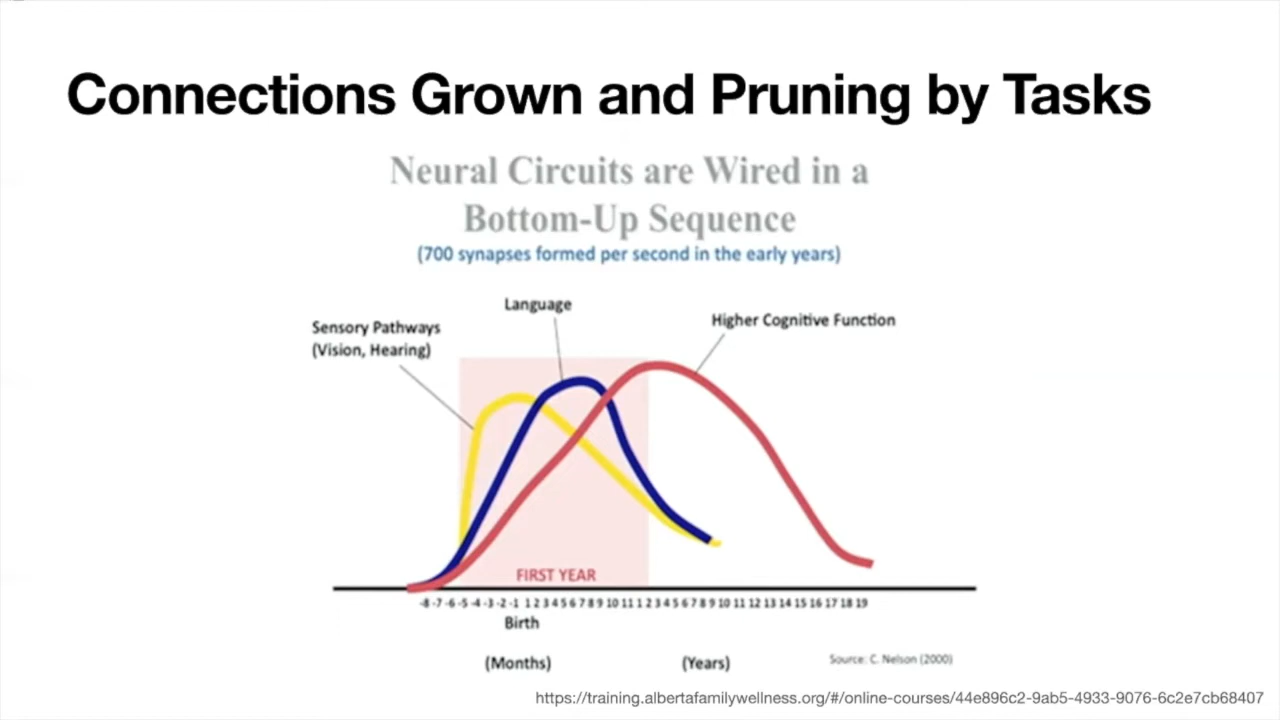 Connections Grown and Pruning by Tasks
Neural Circuits are Wired in a
Bottom-Up Sequence
(700 synapses formed per second in the early years)
Language
Sensory Pathways
(Vision, Hearing)
Higher Cognitive Function
FIRST YEAR
-8 -7 -6 -5 -4 -3 -2 -1 1 2 3 4 5 6 7 8 9 10 11 1 2 3 4 5 6 7 8 9 10 11 12 13 14 15 16 17 18 19
Birth
(Months)
(Years)
Source: C. Nelson (2000)
https://training.albertafamilywellness.org/#/online-courses/44e896c2-9ab5-4933-9076-6c2e7cb68407